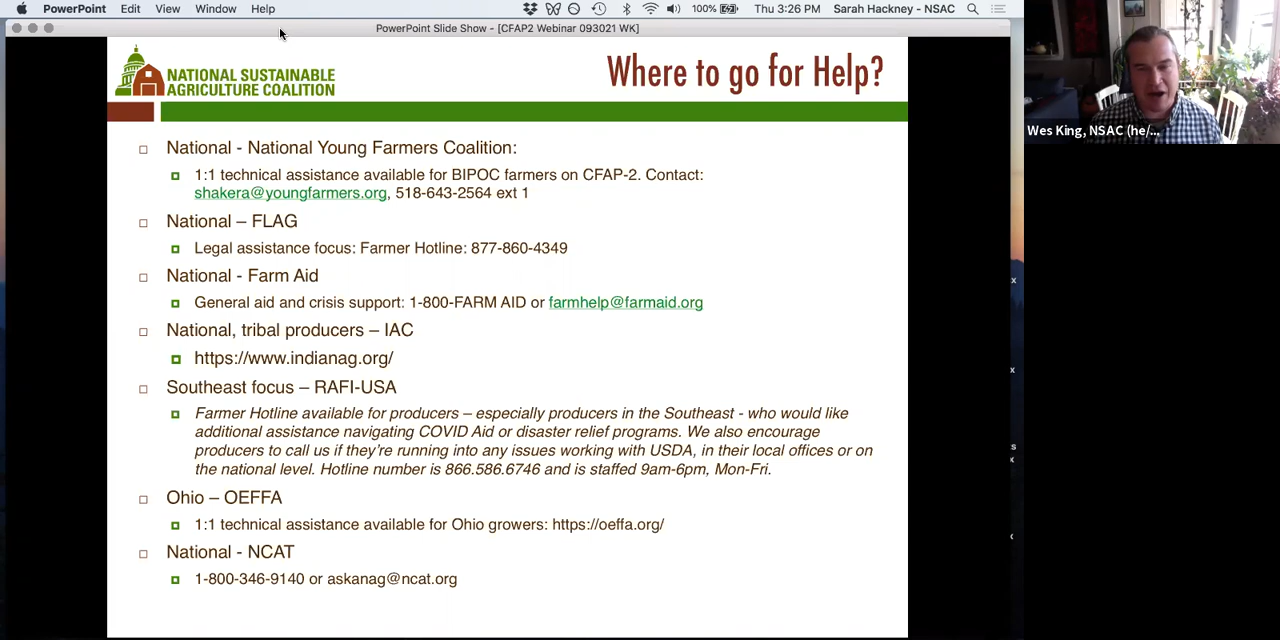 PowerPoint Edit View Window Help 100% Thu 3:26 PM Sarah Hackney - NSAC
PowerPoint Slide Show - [CFAP2 Webinar 093021 WK]
NATIONAL SUSTAINABLE
AGRICULTURE COALITION
Where to go for Help?
Wes King, NSAC (he/...
National - National Young Farmers Coalition:
1:1 technical assistance available for BIPOC farmers on CFAP-2. Contact:
shakera@youngfarmers.org, 518-643-2564 ext 1
National – FLAG
Legal assistance focus: Farmer Hotline: 877-860-4349
National - Farm Aid
General aid and crisis support: 1-800-FARM AID or farmhelp@farmaid.org
National, tribal producers – IAC
https://www.indianag.org/
Southeast focus – RAFI-USA
Farmer Hotline available for producers – especially producers in the Southeast - who would like
additional assistance navigating COVID Aid or disaster relief programs. We also encourage
producers to call us if they're running into any issues working with USDA, in their local offices or on
the national level. Hotline number is 866.586.6746 and is staffed 9am-6pm, Mon-Fri.
Ohio – OEFFA
1:1 technical assistance available for Ohio growers: https://oeffa.org/
National - NCAT
1-800-346-9140 or askanag@ncat.org